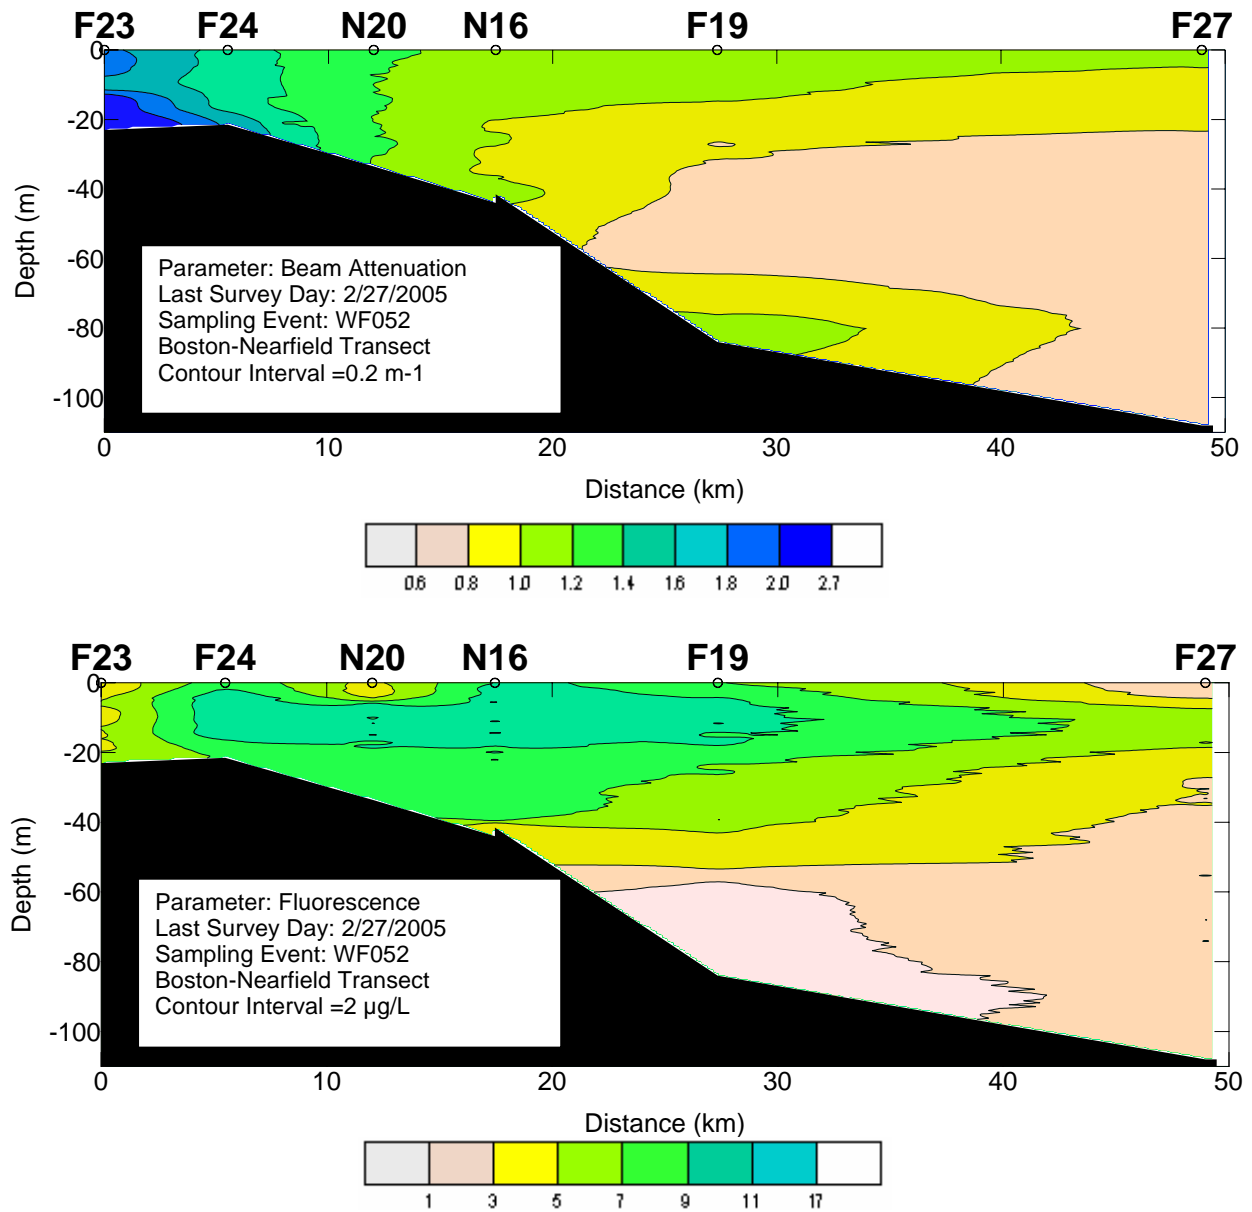 F23 F24 N20 N16 F19 F27
0
-20
-40
-60
-80
-100
Depth (m)
Parameter: Beam Attenuation
Last Survey Day: 2/27/2005
Sampling Event: WF052
Boston-Nearfield Transect
Contour Interval =0.2 m-1
0 10 20 30 40 50
Distance (km)
0.6 0.8 1.0 1.2 1.4 1.6 1.8 2.0 2.7
F23 F24 N20 N16 F19 F27
0
-20
-40
-60
-80
-100
Depth (m)
Parameter: Fluorescence
Last Survey Day: 2/27/2005
Sampling Event: WF052
Boston-Nearfield Transect
Contour Interval =2 µg/L
0 10 20 30 40 50
Distance (km)
1 3 5 7 9 11 17